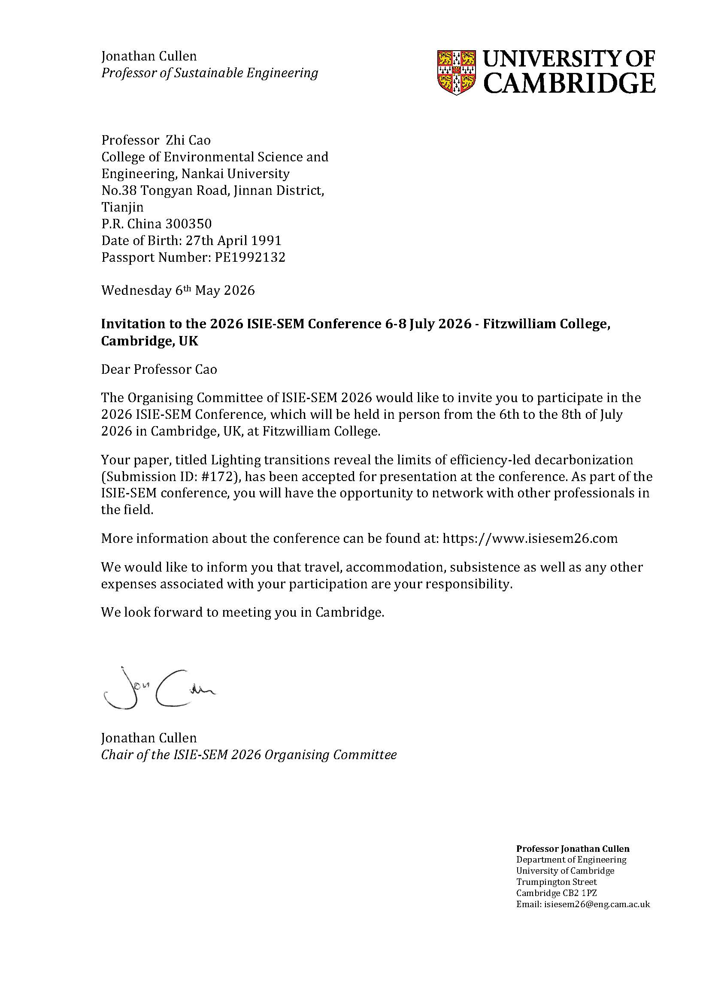 Jonathan Cullen
Professor of Sustainable Engineering
UNIVERSITY OF
CAMBRIDGE
Professor  Zhi Cao
College of Environmental Science and
Engineering, Nankai University
No.38 Tongyan Road, Jinnan District,
Tianjin
P.R. China 300350
Date of Birth: 27th April 1991
Passport Number: PE1992132
Wednesday 6th May 2026
Invitation to the 2026 ISIE-SEM Conference 6-8 July 2026 - Fitzwilliam College,
Cambridge, UK
Dear Professor Cao
The Organising Committee of ISIE-SEM 2026 would like to invite you to participate in the
2026 ISIE-SEM Conference, which will be held in person from the 6th to the 8th of July
2026 in Cambridge, UK, at Fitzwilliam College.
Your paper, titled Lighting transitions reveal the limits of efficiency-led decarbonization
(Submission ID: #172), has been accepted for presentation at the conference. As part of the
ISIE-SEM conference, you will have the opportunity to network with other professionals in
the field.
More information about the conference can be found at: https://www.isiesem26.com
We would like to inform you that travel, accommodation, subsistence as well as any other
expenses associated with your participation are your responsibility.
We look forward to meeting you in Cambridge.
Jon C
Jonathan Cullen
Chair of the ISIE-SEM 2026 Organising Committee
Professor Jonathan Cullen
Department of Engineering
University of Cambridge
Trumpington Street
Cambridge CB2 1PZ
Email: isiesem26@eng.cam.ac.uk